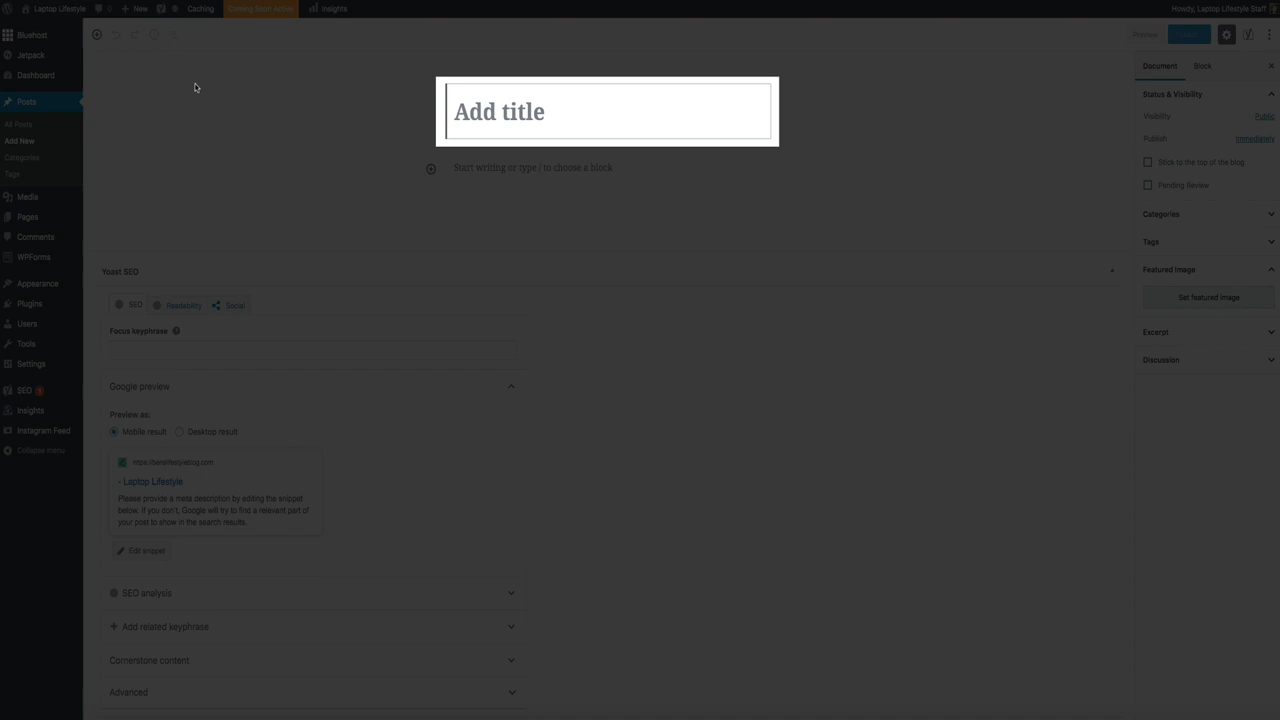 Laptop Lifestyle 0 New 0 Caching Coming Soon Active Insights Howdy, Laptop Lifestyle Staff
Bluehost
Jetpack
Dashboard
Posts
All Posts
Add New
Categories
Tags
Media
Pages
Comments
WPForms
Appearance
Plugins
Users
Tools
Settings
SEO 1
Insights
Instagram Feed
Collapse menu
Preview
Add title
Start writing or type / to choose a block
Yoast SEO
SEO Readability Social
Focus keyphrase
Google preview
Preview as:
Mobile result Desktop result
https://benslifestyleblog.com
- Laptop Lifestyle
Please provide a meta description by editing the snippet
below. If you don't, Google will try to find a relevant part of
your post to show in the search results.
Edit snippet
SEO analysis
Add related keyphrase
Cornerstone content
Advanced
Document Block
Status & Visibility
Visibility Public
Publish Immediately
Stick to the top of the blog
Pending Review
Categories
Tags
Featured Image
Set featured image
Excerpt
Discussion